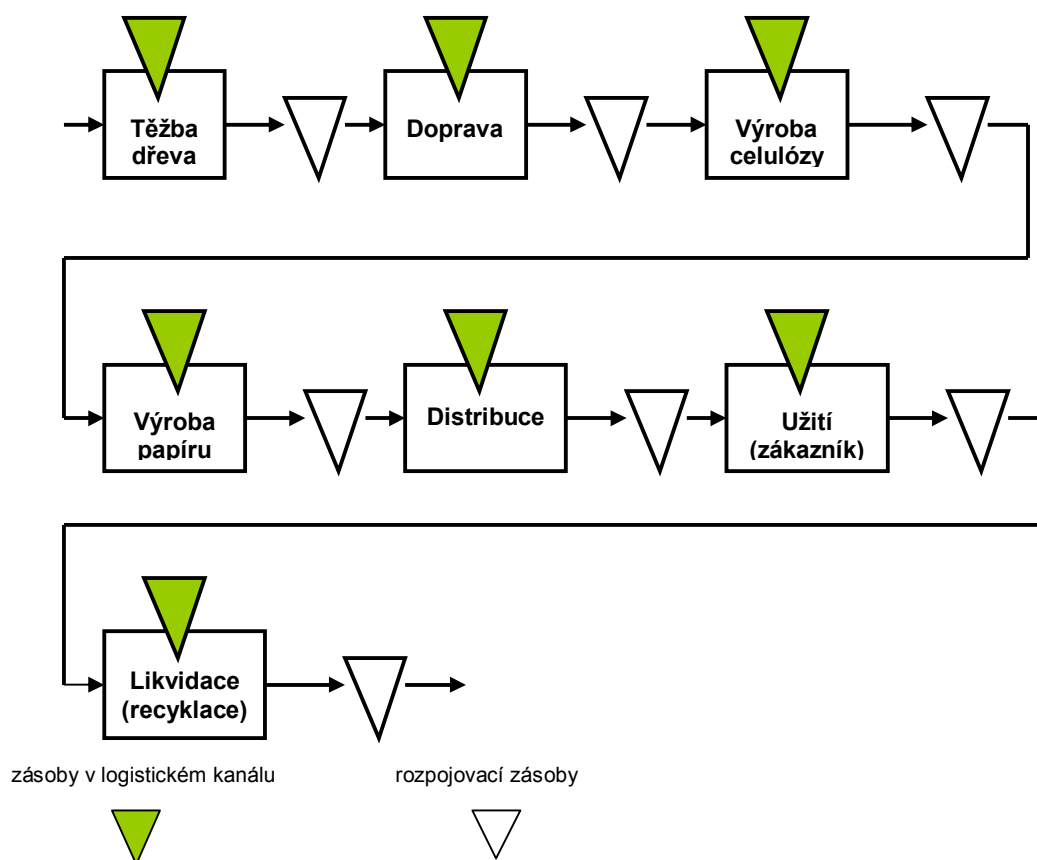 Těžba
dřeva
Doprava
Výroba
celulózy
Výroba
papíru
Distribuce
Užití
(zákazník)
Likvidace
(recyklace)
zásoby v logistickém kanálu
rozpojovací zásoby